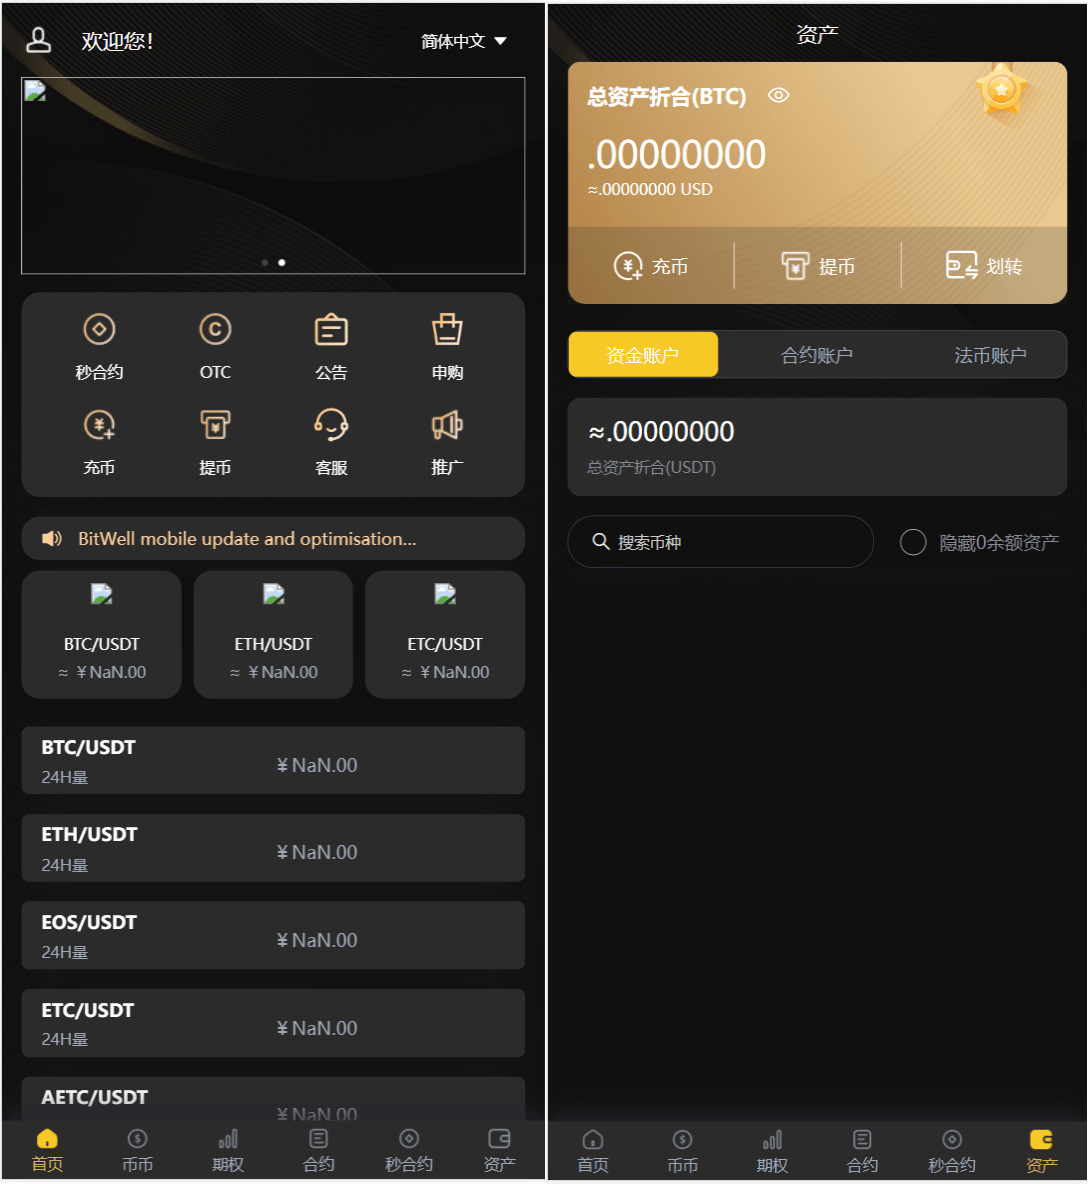 欢迎您!
简体中文
秒合约
OTC
公告
申购
充币
提币
客服
推广
BitWell mobile update and optimisation...
BTC/USDT
ETH/USDT
ETC/USDT
≈ ¥NaN.00
≈ ¥NaN.00
≈ ¥NaN.00
BTC/USDT
24H量
¥NaN.00
ETH/USDT
24H量
¥NaN.00
EOS/USDT
24H量
¥NaN.00
ETC/USDT
24H量
¥NaN.00
AETC/USDT
¥NaN.00
首页
币币
期权
合约
秒合约
资产
资产
总资产折合(BTC)
.00000000
≈.00000000 USD
充币
提币
划转
资金账户
合约账户
法币账户
≈.00000000
总资产折合(USDT)
搜索币种
隐藏0余额资产
首页
币币
期权
合约
秒合约
资产